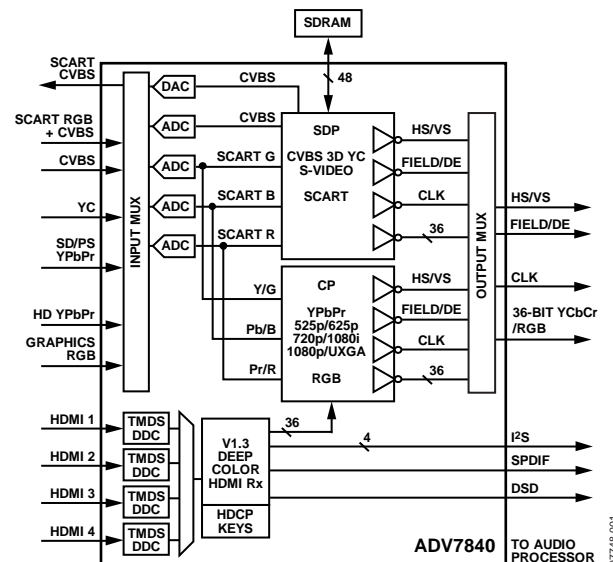 SDRAM
SCART
CVBS
DAC
CVBS
48
SCART RGB
+ CVBS
ADC
CVBS
SDP
CVBS 3D YC
S-VIDEO
SCART
HS/VS
CVBS
ADC
SCART G
FIELD/DE
YC
ADC
SCART B
CLK
HS/VS
SD/PS
YPbPr
ADC
SCART R
36
FIELD/DE
INPUT MUX
OUTPUT MUX
Y/G
CP
HS/VS
CLK
HD YPbPr
Pb/B
YPbPr
525p/625p
720p/1080i
1080p/UXGA
FIELD/DE
36-BIT YCbCr
/RGB
GRAPHICS
RGB
CLK
Pr/R
RGB
36
HDMI 1
TMDS
DDC
36
4
I2S
V1.3
DEEP
COLOR
HDMI Rx
HDMI 2
TMDS
DDC
SPDIF
HDMI 3
TMDS
DDC
DSD
HDCP
KEYS
HDMI 4
TMDS
DDC
ADV7840
TO AUDIO
PROCESSOR
07748-001